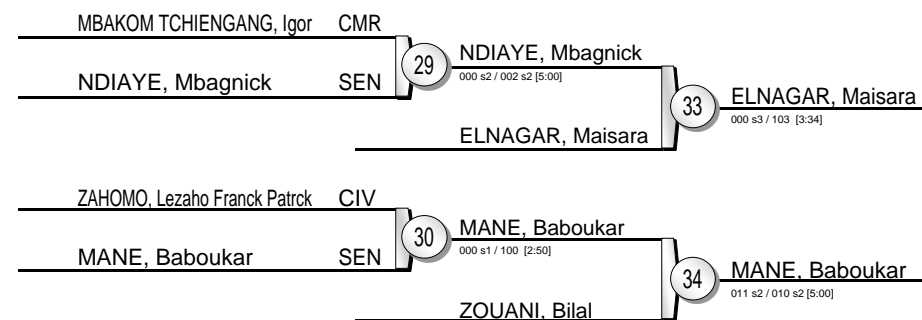 MBAKOM TCHIENGANG, Igor CMR
29
NDIAYE, Mbagnick
000 s2 / 002 s2 [5:00]
NDIAYE, Mbagnick SEN
33
ELNAGAR, Maisara
000 s3 / 103 [3:34]
ELNAGAR, Maisara
ZAHOMO, Lezaho Franck Patrck CIV
30
MANE, Baboukar
000 s1 / 100 [2:50]
MANE, Baboukar SEN
34
MANE, Baboukar
011 s2 / 010 s2 [5:00]
ZOUANI, Bilal